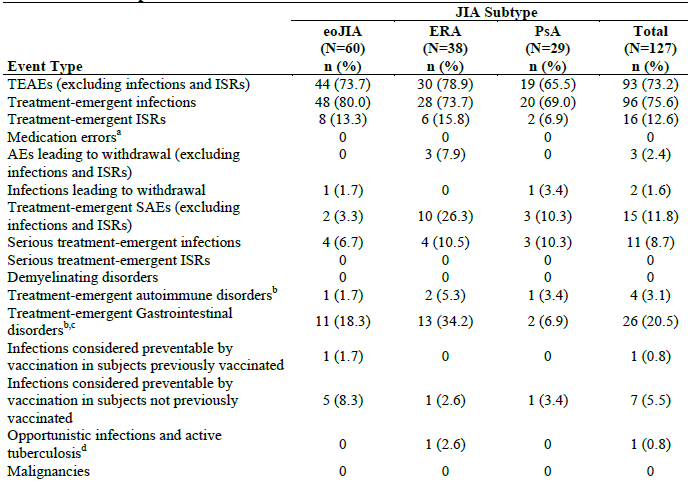 JIA Subtype
eoJIA ERA PsA Total
(N=60) (N=38) (N=29) (N=127)
Event Type n (%) n (%) n (%) n (%)
TEAEs (excluding infections and ISRs) 44 (73.7) 30 (78.9) 19 (65.5) 93 (73.2)
Treatment-emergent infections 48 (80.0) 28 (73.7) 20 (69.0) 96 (75.6)
Treatment-emergent ISRs 8 (13.3) 6 (15.8) 2 (6.9) 16 (12.6)
Medication errorsa 0 0 0 0
AEs leading to withdrawal (excluding 0 3 (7.9) 0 3 (2.4)
infections and ISRs)
Infections leading to withdrawal 1 (1.7) 0 1 (3.4) 2 (1.6)
Treatment-emergent SAEs (excluding 2 (3.3) 10 (26.3) 3 (10.3) 15 (11.8)
infections and ISRs)
Serious treatment-emergent infections 4 (6.7) 4 (10.5) 3 (10.3) 11 (8.7)
Serious treatment-emergent ISRs 0 0 0 0
Demyelinating disorders 0 0 0 0
Treatment-emergent autoimmune disordersb 1 (1.7) 2 (5.3) 1 (3.4) 4 (3.1)
Treatment-emergent Gastrointestinal 11 (18.3) 13 (34.2) 2 (6.9) 26 (20.5)
disordersb,c
Infections considered preventable by 1 (1.7) 0 0 1 (0.8)
vaccination in subjects previously vaccinated
Infections considered preventable by
vaccination in subjects not previously 5 (8.3) 1 (2.6) 1 (3.4) 7 (5.5)
vaccinated
Opportunistic infections and active 0 1 (2.6) 0 1 (0.8)
tuberculosisd
Malignancies 0 0 0 0